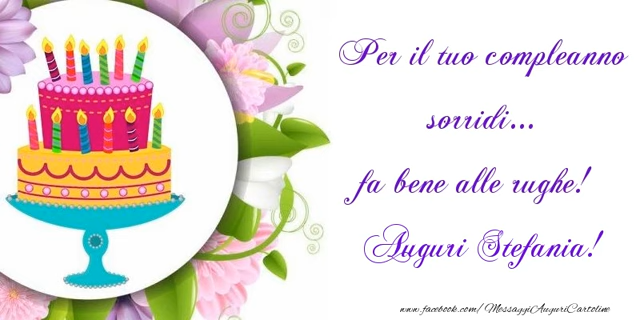 Per il tuo compleanno
sorridi...
fa bene alle rughe!
Auguri Stefania!
www.facebook.com/MessaggiAuguriCartoline